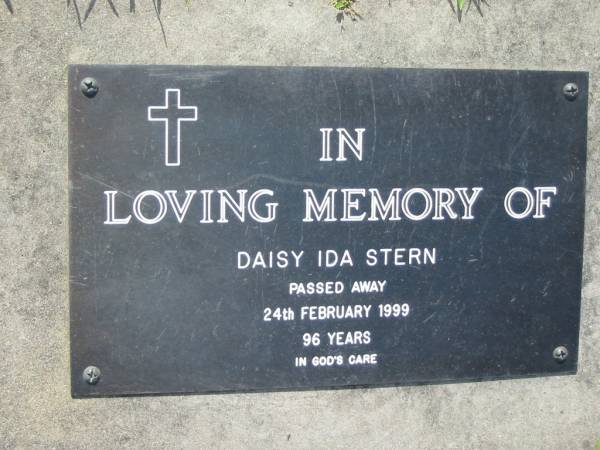 IN
LOVING MEMORY OF
DAISY IDA STERN
PASSED AWAY
24th FEBRUARY 1999
96 YEARS
IN GOD'S CARE